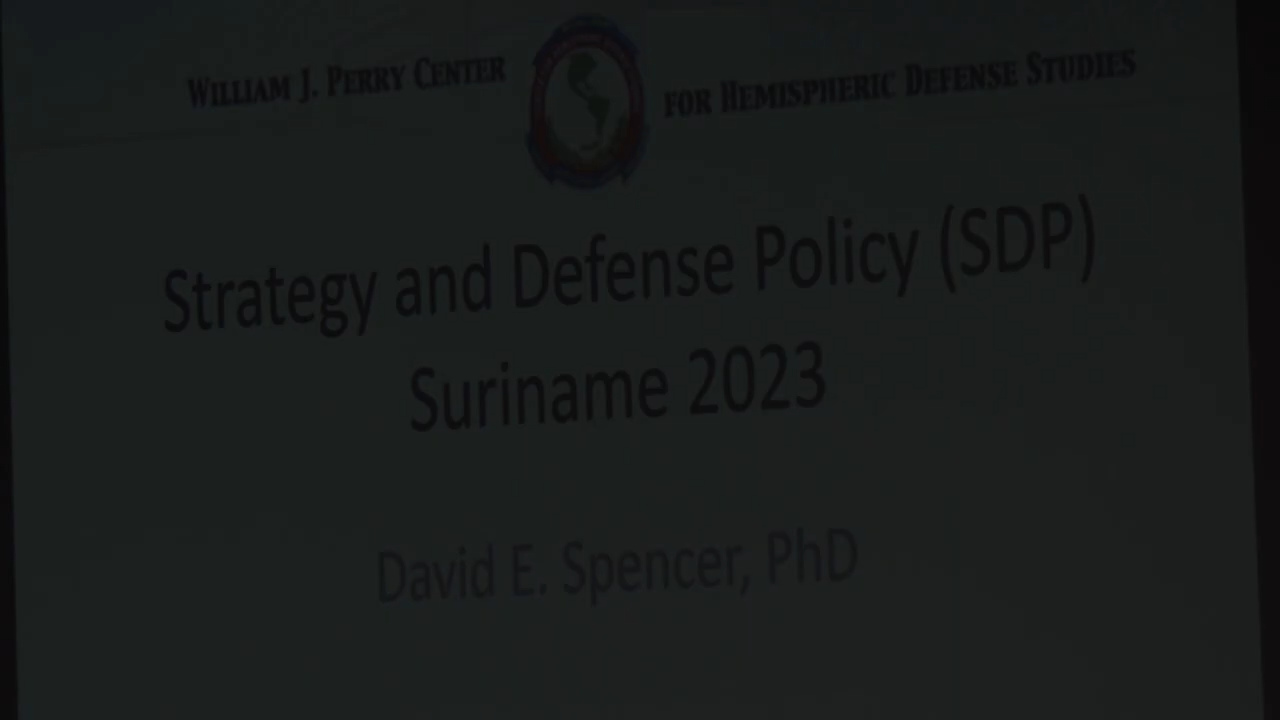 WILLIAM J. PERRY CENTER FOR HEMISPHERIC DEFENSE STUDIES
Strategy and Defense Policy (SDP)
Suriname 2023
David E. Spencer, PhD